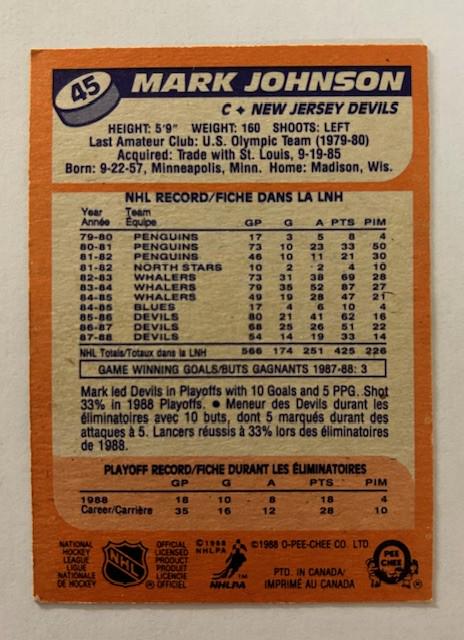 45
MARK JOHNSON
C ✦ NEW JERSEY DEVILS
HEIGHT: 5'9" WEIGHT: 160 SHOOTS: LEFT
Last Amateur Club: U.S. Olympic Team (1979-80)
Acquired: Trade with St. Louis, 9-19-85
Born: 9-22-57, Minneapolis, Minn. Home: Madison, Wis.
NHL RECORD/FICHE DANS LA LNH
Year Team
Année Équipe GP G A PTS PIM
79-80 PENGUINS 17 3 5 8 4
80-81 PENGUINS 73 10 23 33 50
81-82 PENGUINS 46 10 11 21 30
81-82 NORTH STARS 10 2 2 4 10
82-83 WHALERS 73 31 38 69 28
83-84 WHALERS 79 35 52 87 27
84-85 WHALERS 49 19 28 47 21
84-85 BLUES 17 4 6 10 4
85-86 DEVILS 80 21 41 62 16
86-87 DEVILS 68 25 26 51 22
87-88 DEVILS 54 14 19 33 14
NHL Totals/Totaux dans la LNH 566 174 251 425 226
GAME WINNING GOALS/BUTS GAGNANTS 1987-88: 3
Mark led Devils in Playoffs with 10 Goals and 5 PPG. Shot
33% in 1988 Playoffs. ● Meneur des Devils durant les
éliminatoires avec 10 buts, dont 5 marqués durant des
attaques à 5. Lancers réussis à 33% lors des éliminatoires
de 1988.
PLAYOFF RECORD/FICHE DURANT LES ÉLIMINATOIRES
GP G A PTS PIM
1988 18 10 8 18 4
Career/Carrière 35 16 12 28 10
NATIONAL
HOCKEY
LEAGUE
LIGUE
NATIONALE
DE HOCKEY
NHL
®
OFFICIAL
LICENSED
PRODUCT
PRODUIT
LICENCIE
OFFICIEL
© 1988
NHLPA
NHLPA
TM
© 1988 O-PEE-CHEE CO. LTD.
PTD. IN CANADA/
IMPRIMÉ AU CANADA
O
PEE
CHEE
®